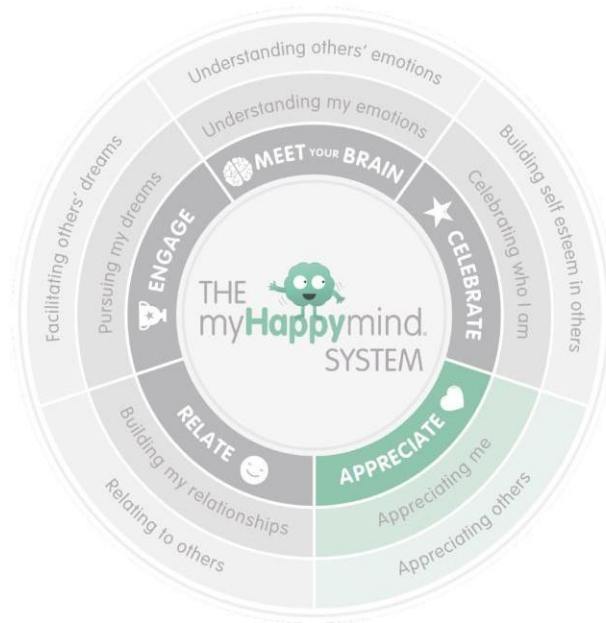 Understanding others' emotions
Understanding my emotions
MEET YOUR BRAIN
Building self esteem in others
Celebrating who I am
CELEBRATE
Appreciating others
Appreciating me
APPRECIATE
Relating to others
Building my relationships
RELATE
Facilitating others' dreams
Pursuing my dreams
ENGAGE
THE
myHappymind.
SYSTEM